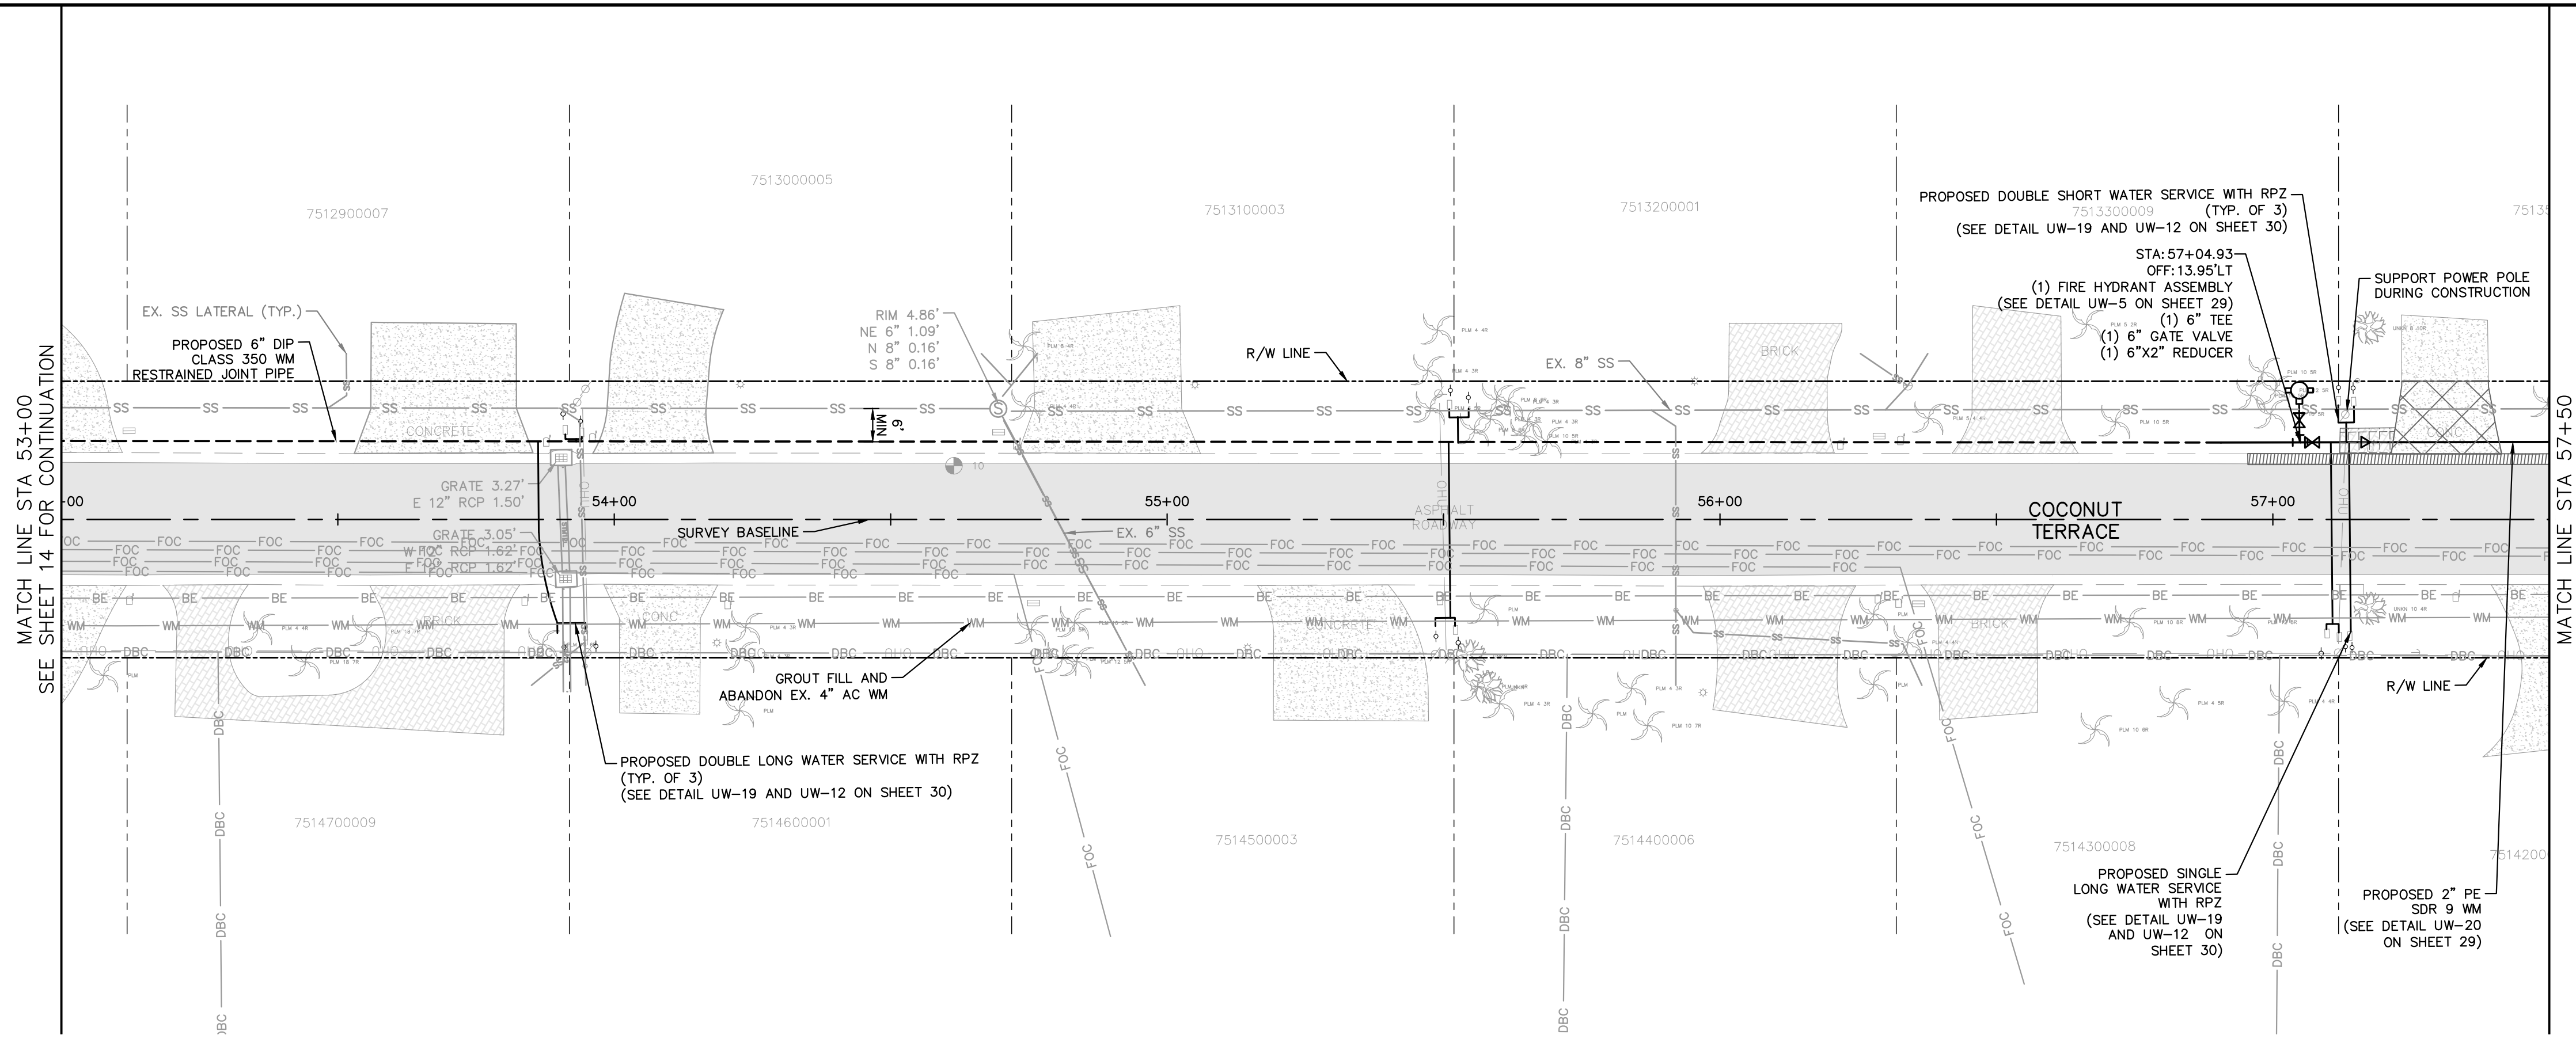 MATCH LINE STA 53+00
SEE SHEET 14 FOR CONTINUATION
7512900007
7513000005
7513100003
7513200001
7513300009
EX. SS LATERAL (TYP.)
PROPOSED 6" DIP
CLASS 350 WM
RESTRAINED JOINT PIPE
RIM 4.86'
NE 6" 1.09'
N 8" 0.16'
S 8" 0.16'
R/W LINE
EX. 8" SS
BRICK
PROPOSED DOUBLE SHORT WATER SERVICE WITH RPZ
(TYP. OF 3)
(SEE DETAIL UW-19 AND UW-12 ON SHEET 30)
STA:57+04.93
OFF:13.95'LT
(1) FIRE HYDRANT ASSEMBLY
(SEE DETAIL UW-5 ON SHEET 29)
(1) 6" TEE
(1) 6" GATE VALVE
(1) 6"X2" REDUCER
SUPPORT POWER POLE
DURING CONSTRUCTION
CONCRETE
6'
MIN
CONC
10
GRATE 3.27'
E 12" RCP 1.50'
54+00
55+00
56+00
57+00
ASPHALT
ROADWAY
COCONUT
TERRACE
SURVEY BASELINE
EX. 6" SS
GRATE 3.05'
W 12" RCP 1.62'
E 12" RCP 1.62'
SS
FOC
BE
WM
DBC
OHU
OHO
BRICK
CONC
CONCRETE
BRICK
GROUT FILL AND
ABANDON EX. 4" AC WM
R/W LINE
PROPOSED DOUBLE LONG WATER SERVICE WITH RPZ
(TYP. OF 3)
(SEE DETAIL UW-19 AND UW-12 ON SHEET 30)
7514700009
7514600001
7514500003
7514400006
7514300008
PROPOSED SINGLE
LONG WATER SERVICE
WITH RPZ
(SEE DETAIL UW-19
AND UW-12 ON
SHEET 30)
PROPOSED 2" PE
SDR 9 WM
(SEE DETAIL UW-20
ON SHEET 29)
MATCH LINE STA 57+50